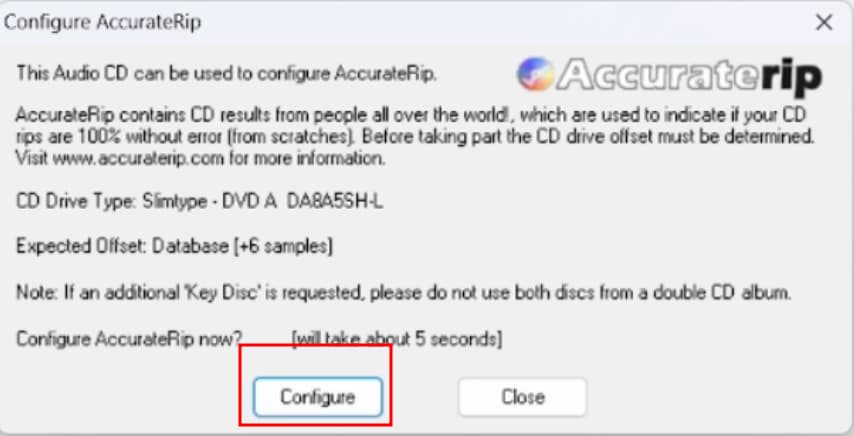 Configure AccurateRip
This Audio CD can be used to configure AccurateRip.
Accuraterip
AccurateRip contains CD results from people all over the world!, which are used to indicate if your CD
rips are 100% without error (from scratches). Before taking part the CD drive offset must be determined.
Visit www.accuraterip.com for more information.
CD Drive Type: Slimtype - DVD A  DA8A5SH-L
Expected Offset: Database [+6 samples]
Note: If an additional 'Key Disc' is requested, please do not use both discs from a double CD album.
Configure AccurateRip now? [will take about 5 seconds]
Configure Close